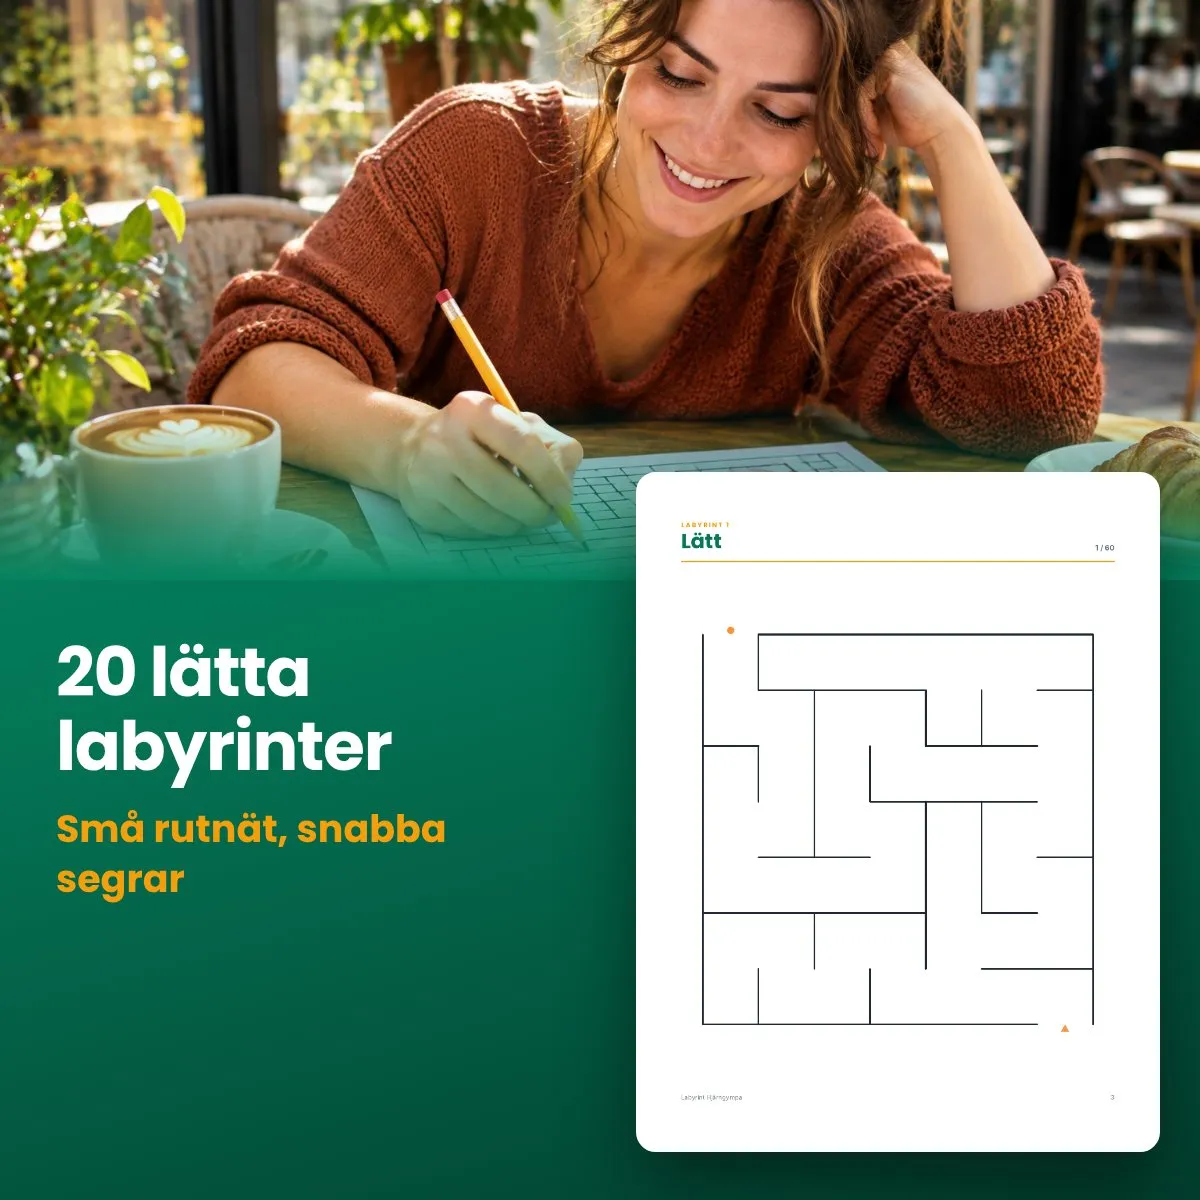 LABYRINT 1
Lätt
1 / 60
20 lätta
labyrinter
Små rutnät, snabba
segrar
Labyrint Hjärngympa
3